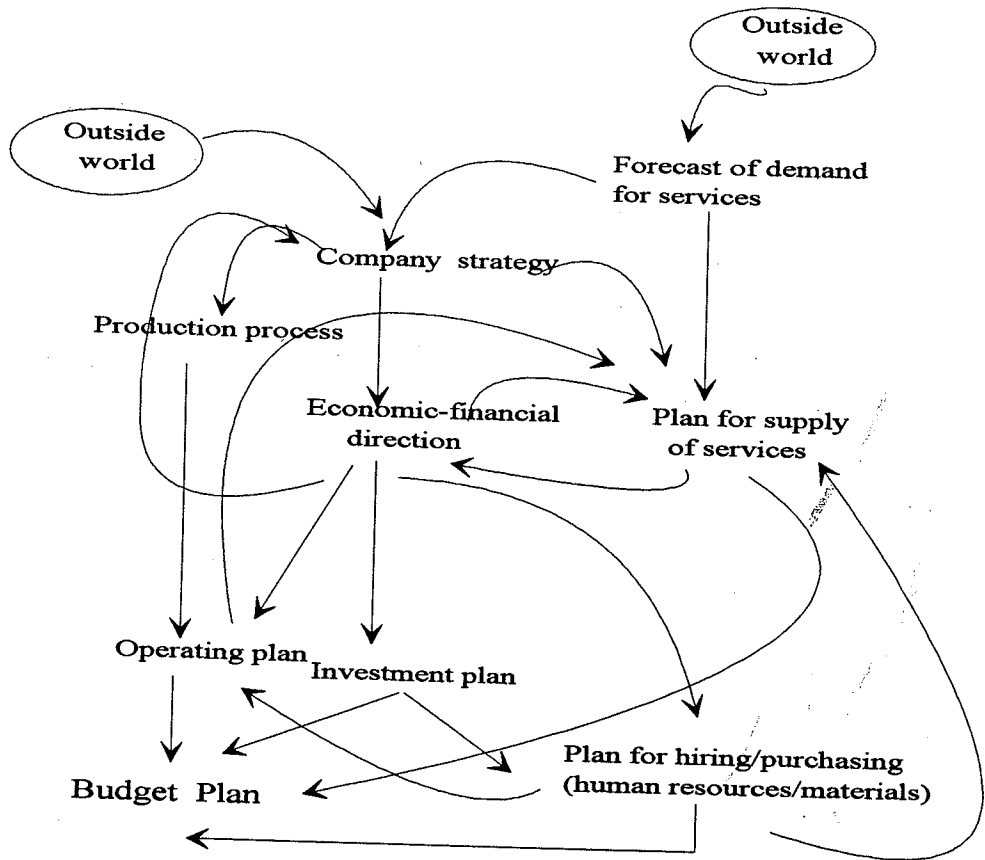 Outside
world
Outside
world
Forecast of demand
for services
Company strategy
Production process
Economic-financial
direction
Plan for supply
of services
Operating plan
Investment plan
Plan for hiring/purchasing
(human resources/materials)
Budget Plan